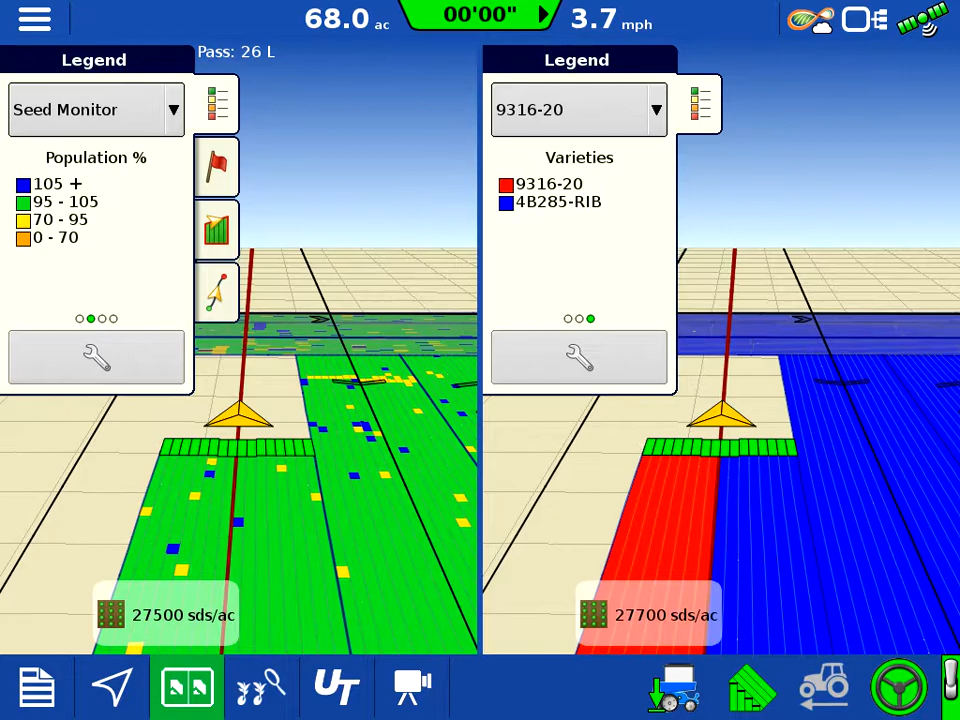 68.0 ac
00'00"
3.7 mph
Legend
Pass: 26 L
Seed Monitor
Population %
105 +
95 - 105
70 - 95
0 - 70
27500 sds/ac
Legend
9316-20
Varieties
9316-20
4B285-RIB
27700 sds/ac
UT